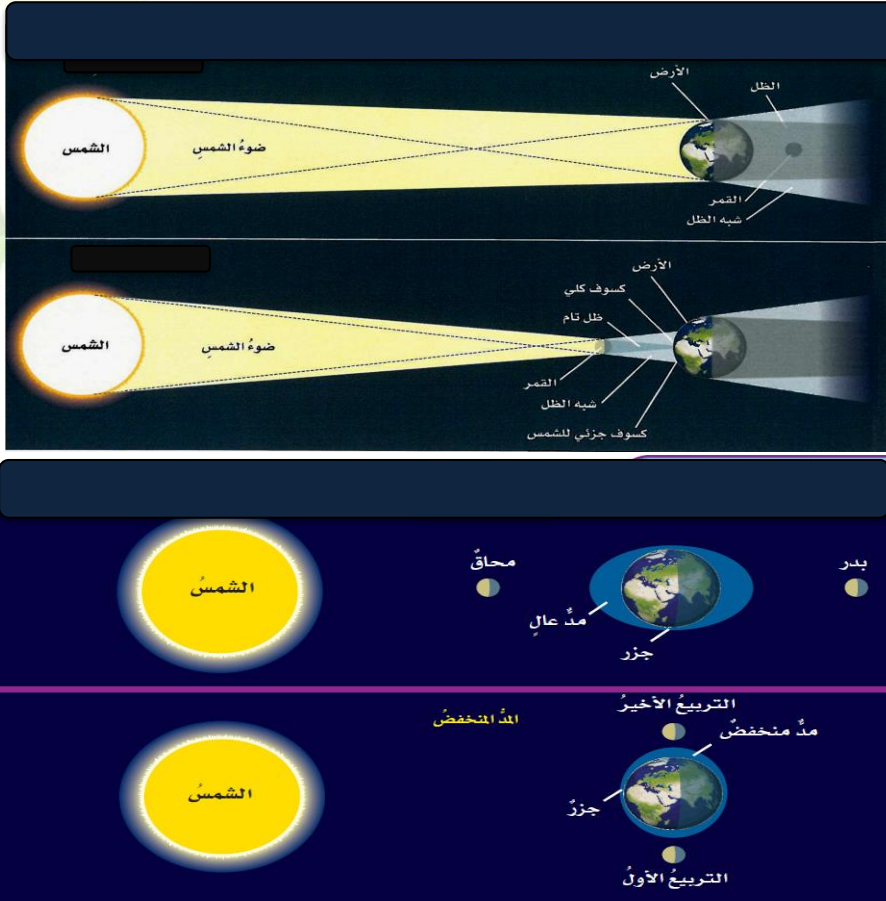 الأرض
الظل
الشمس
ضوءُ الشمسِ
القمر
شبه الظل
الأرض
كسوف كلي
ظل تام
الشمس
ضوءُ الشمسِ
القمر
شبه الظل
كسوف جزئي للشمس
الشمسُ
محاقٌ
بدر
مدٌّ عالٍ
جزر
التربيعُ الأخيرُ
المدُّ المنخفضُ
مدٌّ منخفضٌ
الشمسُ
جزرٌ
التربيعُ الأولُ